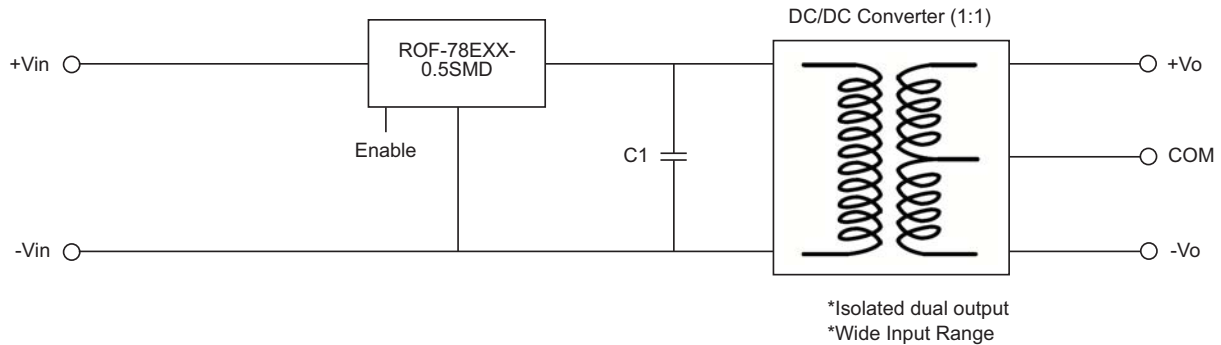 DC/DC Converter (1:1)
ROF-78EXX-
0.5SMD
+Vin
+Vo
Enable
C1
COM
-Vin
-Vo
*Isolated dual output
*Wide Input Range